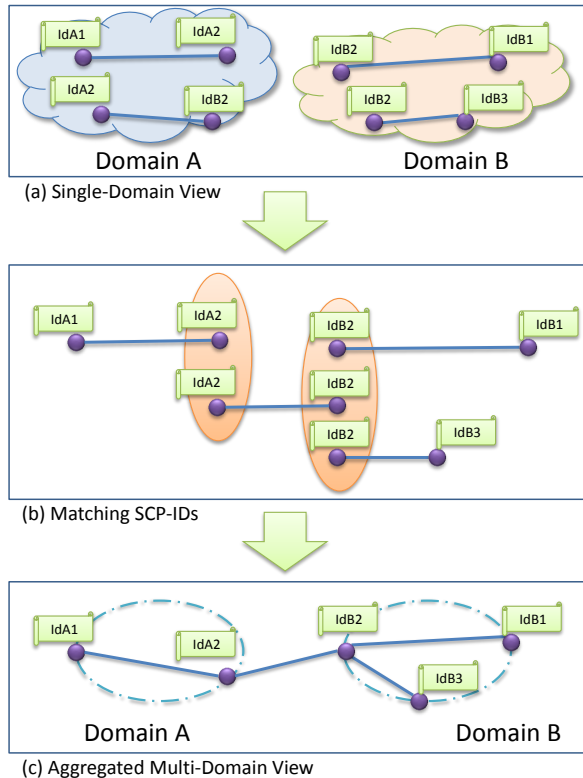 IdA1
IdA2
IdA2
IdB2
Domain A
IdB2
IdB1
IdB2
IdB3
Domain B
(a) Single-Domain View
IdA1
IdA2
IdB2
IdB1
IdA2
IdB2
IdB2
IdB3
(b) Matching SCP-IDs
IdA1
IdA2
IdB2
IdB1
IdB3
Domain A
Domain B
(c) Aggregated Multi-Domain View